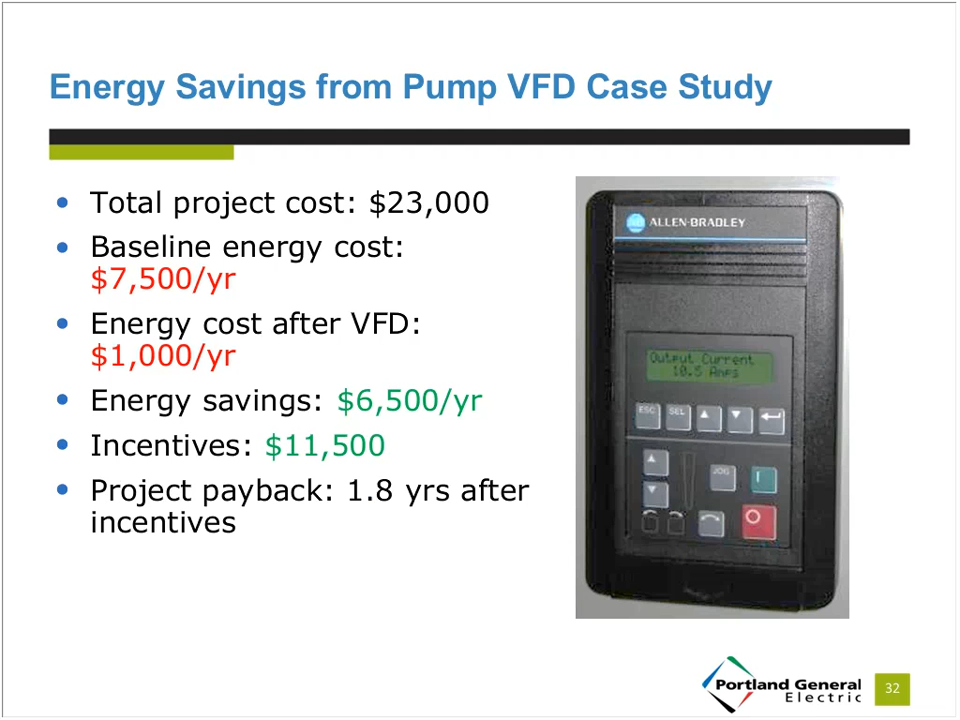 Energy Savings from Pump VFD Case Study
• Total project cost: $23,000
• Baseline energy cost:
$7,500/yr
• Energy cost after VFD:
$1,000/yr
• Energy savings: $6,500/yr
• Incentives: $11,500
• Project payback: 1.8 yrs after
incentives
AB ALLEN-BRADLEY
Output Current
10.5 Amps
ESC SEL
JOG
Portland General
Electric
32